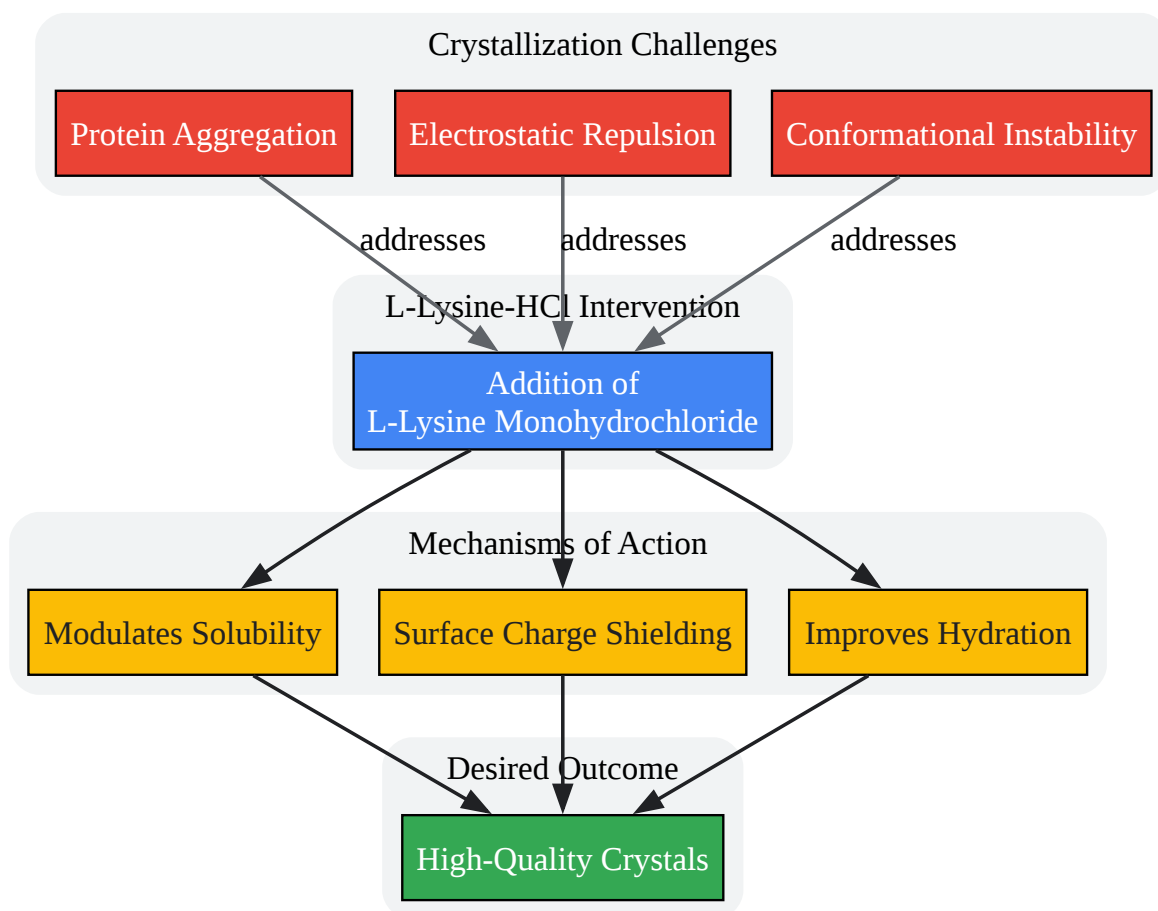 Crystallization Challenges
Protein Aggregation
Electrostatic Repulsion
Conformational Instability
addresses
addresses
addresses
L-Lysine-HCl Intervention
Addition of
L-Lysine Monohydrochloride
Mechanisms of Action
Modulates Solubility
Surface Charge Shielding
Improves Hydration
Desired Outcome
High-Quality Crystals